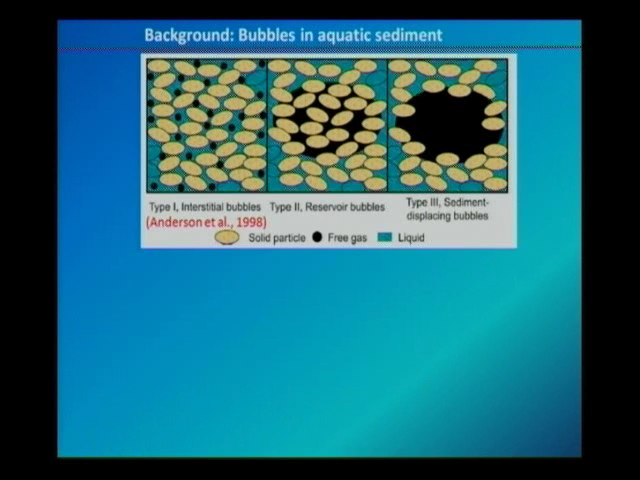 Background: Bubbles in aquatic sediment
Type I, Interstitial bubbles
Type II, Reservoir bubbles
Type III, Sediment-
displacing bubbles
(Anderson et al., 1998)
Solid particle
Free gas
Liquid